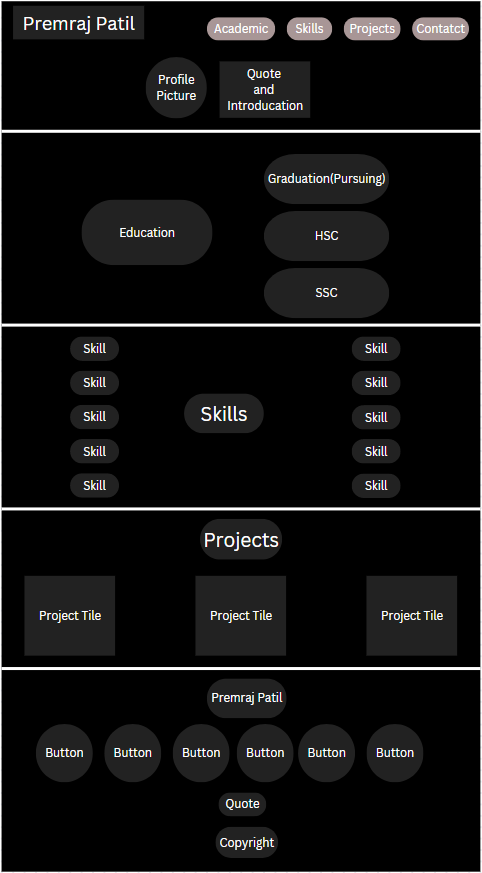 Premraj Patil
Academic
Skills
Projects
Contatct
Profile
Picture
Quote
and
Introducation
Education
Graduation(Pursuing)
HSC
SSC
Skill
Skill
Skill
Skill
Skill
Skills
Skill
Skill
Skill
Skill
Skill
Projects
Project Tile
Project Tile
Project Tile
Premraj Patil
Button
Button
Button
Button
Button
Button
Quote
Copyright